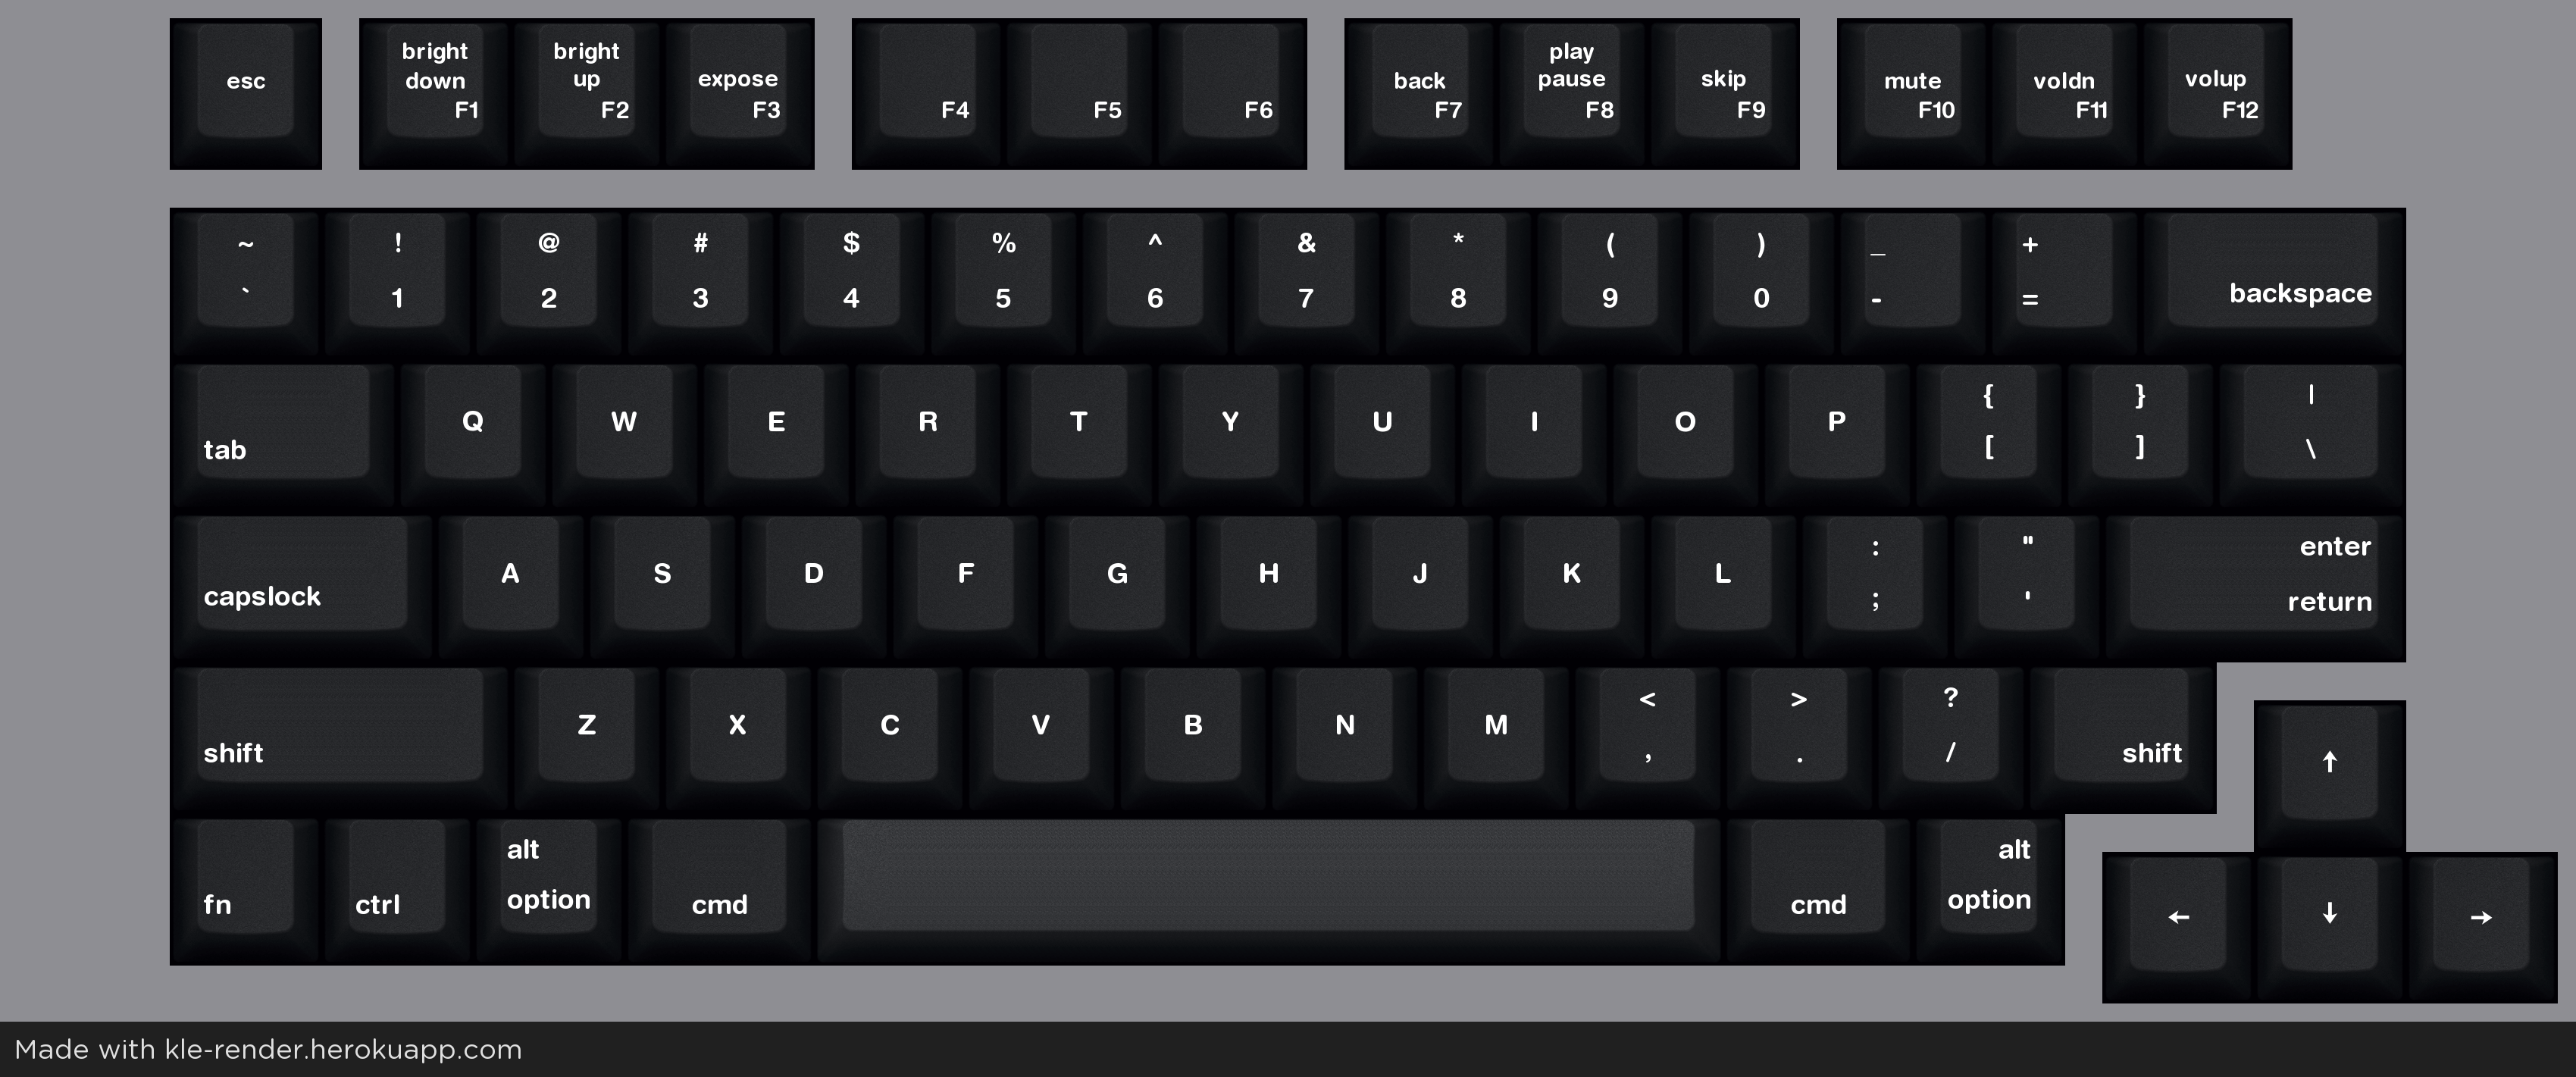 esc
bright
down
F1
bright
up
F2
expose
F3
F4
F5
F6
back
F7
play
pause
F8
skip
F9
mute
F10
voldn
F11
volup
F12
~
`
!
1
@
2
#
3
$
4
%
5
^
6
&
7
*
8
(
9
)
0
_
-
+
=
backspace
tab
Q
W
E
R
T
Y
U
I
O
P
{
[
}
]
|
\
capslock
A
S
D
F
G
H
J
K
L
:
;
"
'
enter
return
shift
Z
X
C
V
B
N
M
<
,
>
.
?
/
shift
↑
fn
ctrl
alt
option
cmd
cmd
alt
option
←
↓
→
Made with kle-render.herokuapp.com